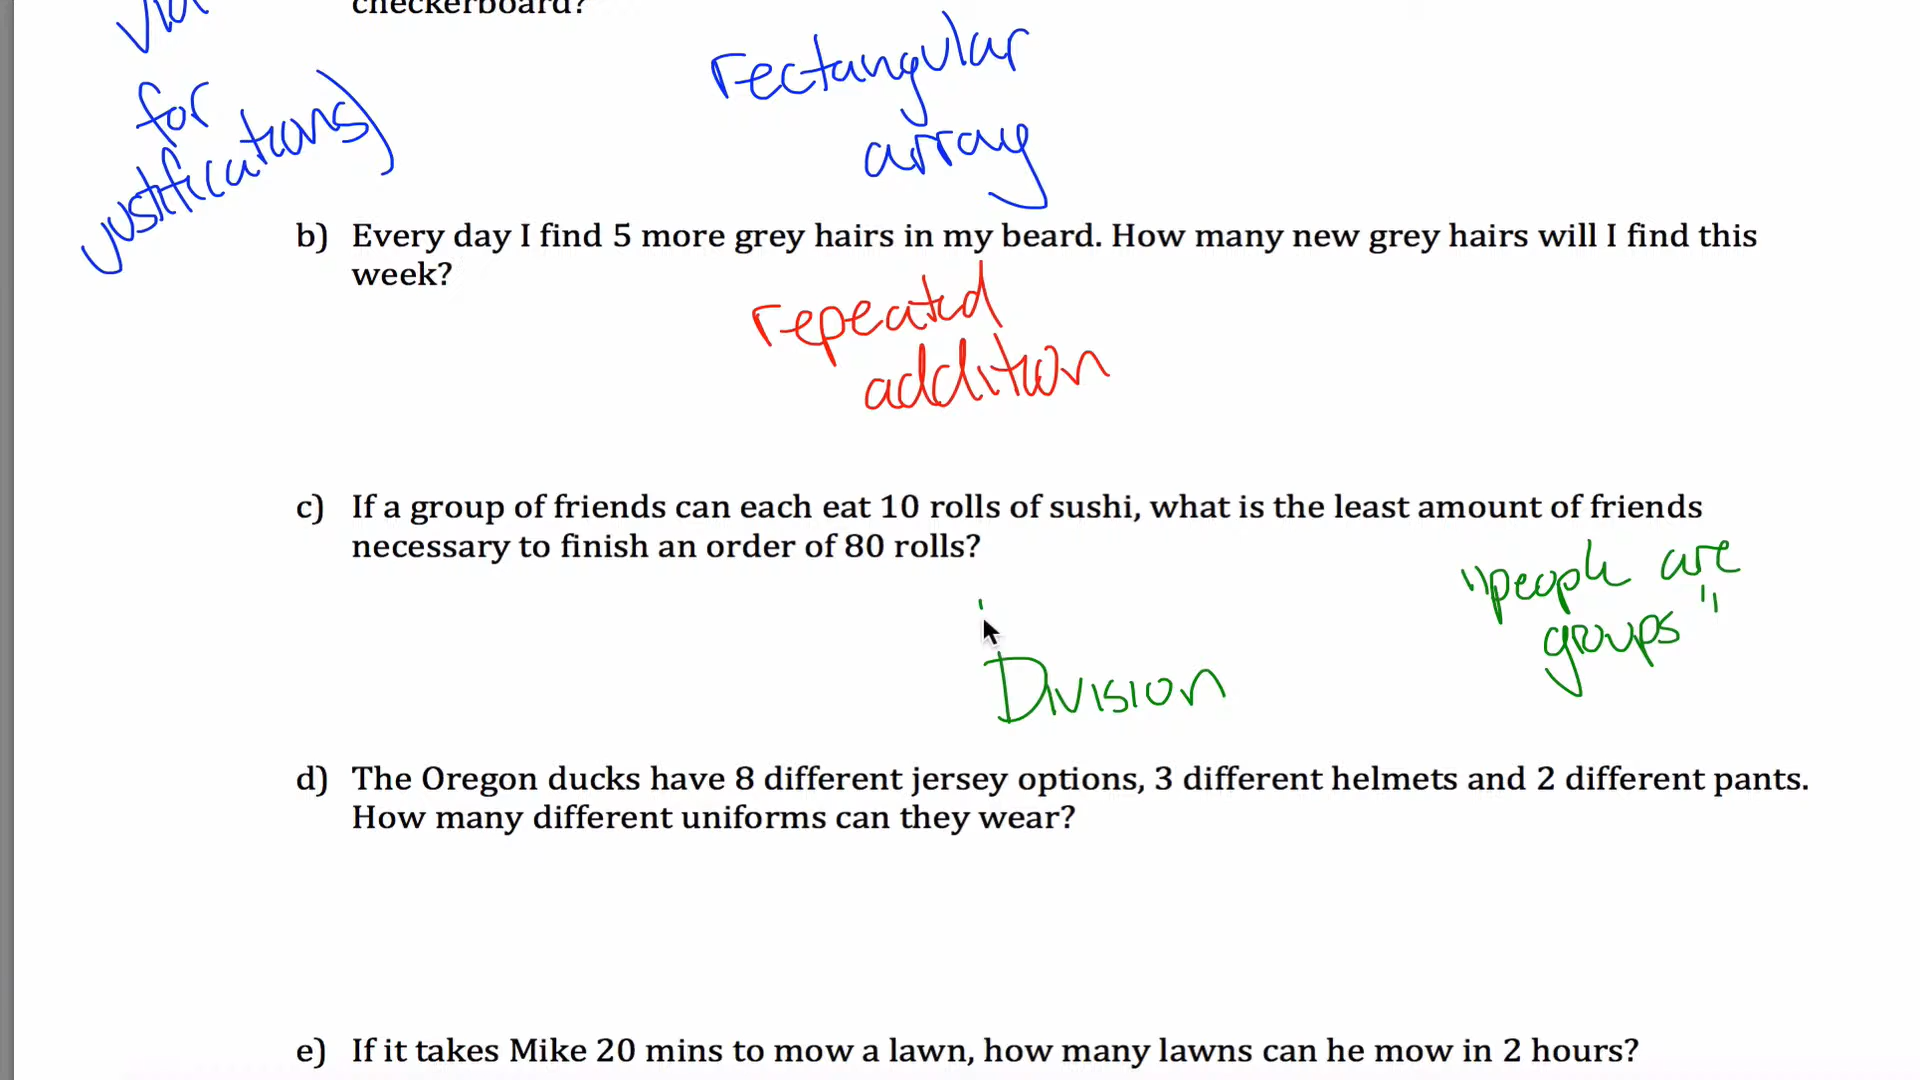 checkerboard?
for
justifications)
rectangular
array
b) Every day I find 5 more grey hairs in my beard. How many new grey hairs will I find this
week?
repeated
addition
c) If a group of friends can each eat 10 rolls of sushi, what is the least amount of friends
necessary to finish an order of 80 rolls?
"people are
groups"
Division
d) The Oregon ducks have 8 different jersey options, 3 different helmets and 2 different pants.
How many different uniforms can they wear?
e) If it takes Mike 20 mins to mow a lawn, how many lawns can he mow in 2 hours?